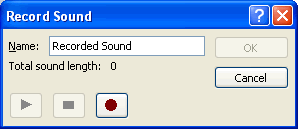 Record Sound
Name: Recorded Sound
OK
Total sound length: 0
Cancel